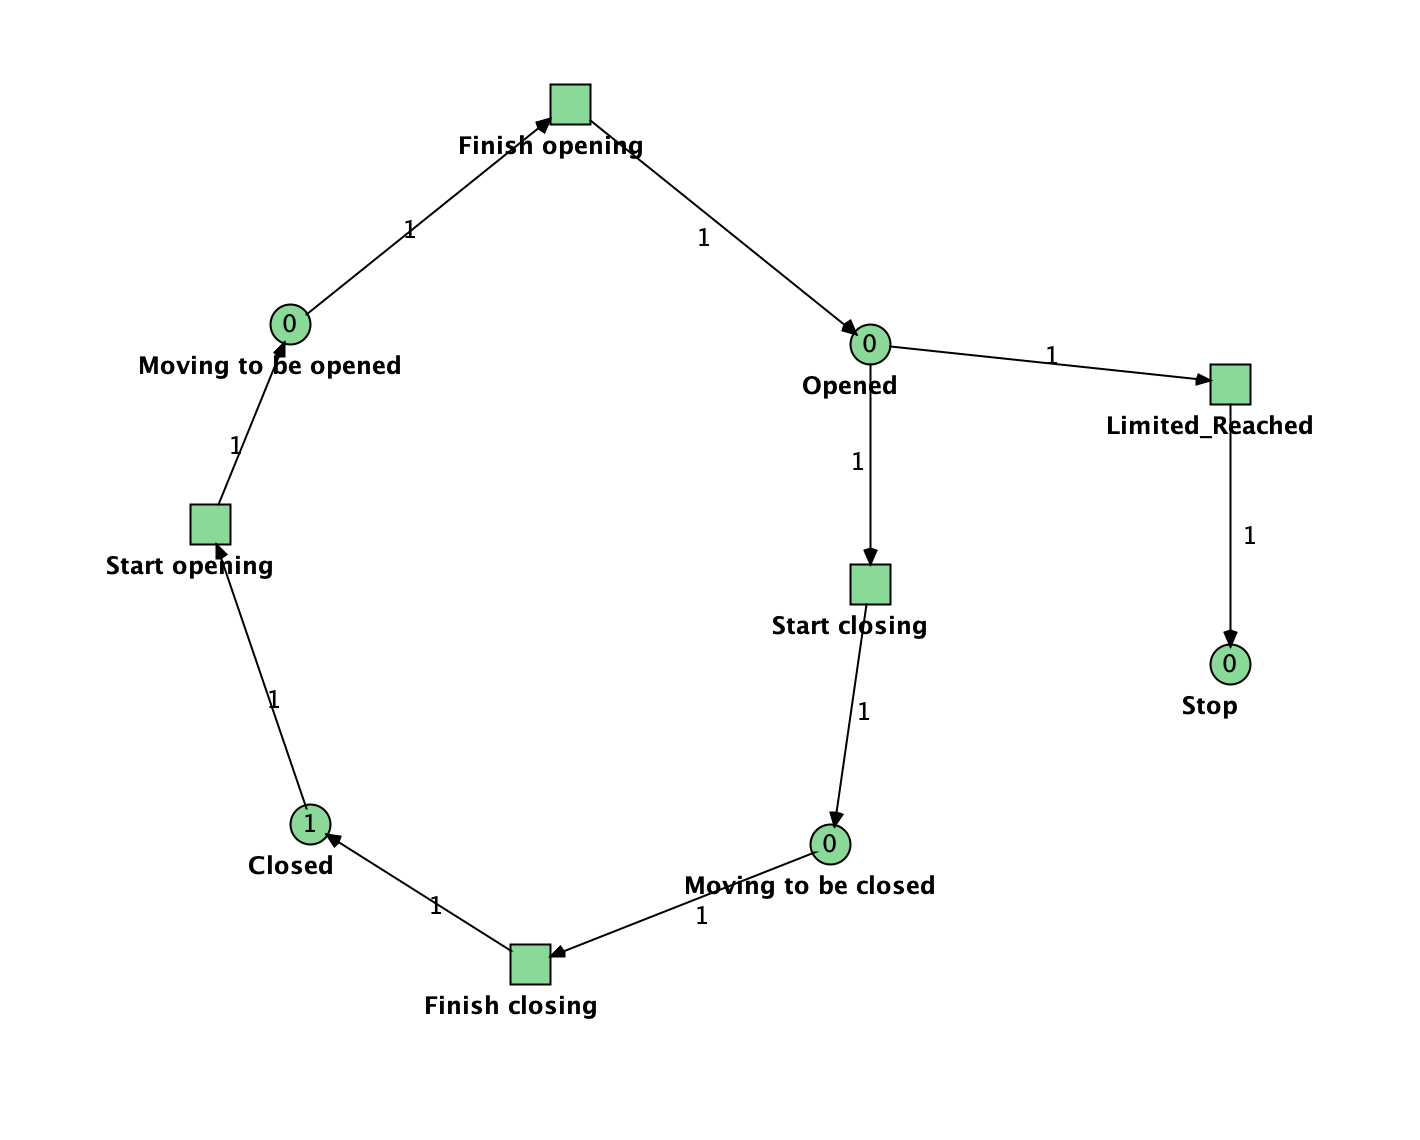 Finish opening
1
1
0
Moving to be opened
0
Opened
1
Limited_Reached
1
1
Start opening
1
Start closing
0
Stop
1
1
1
Closed
0
Moving to be closed
1
1
Finish closing